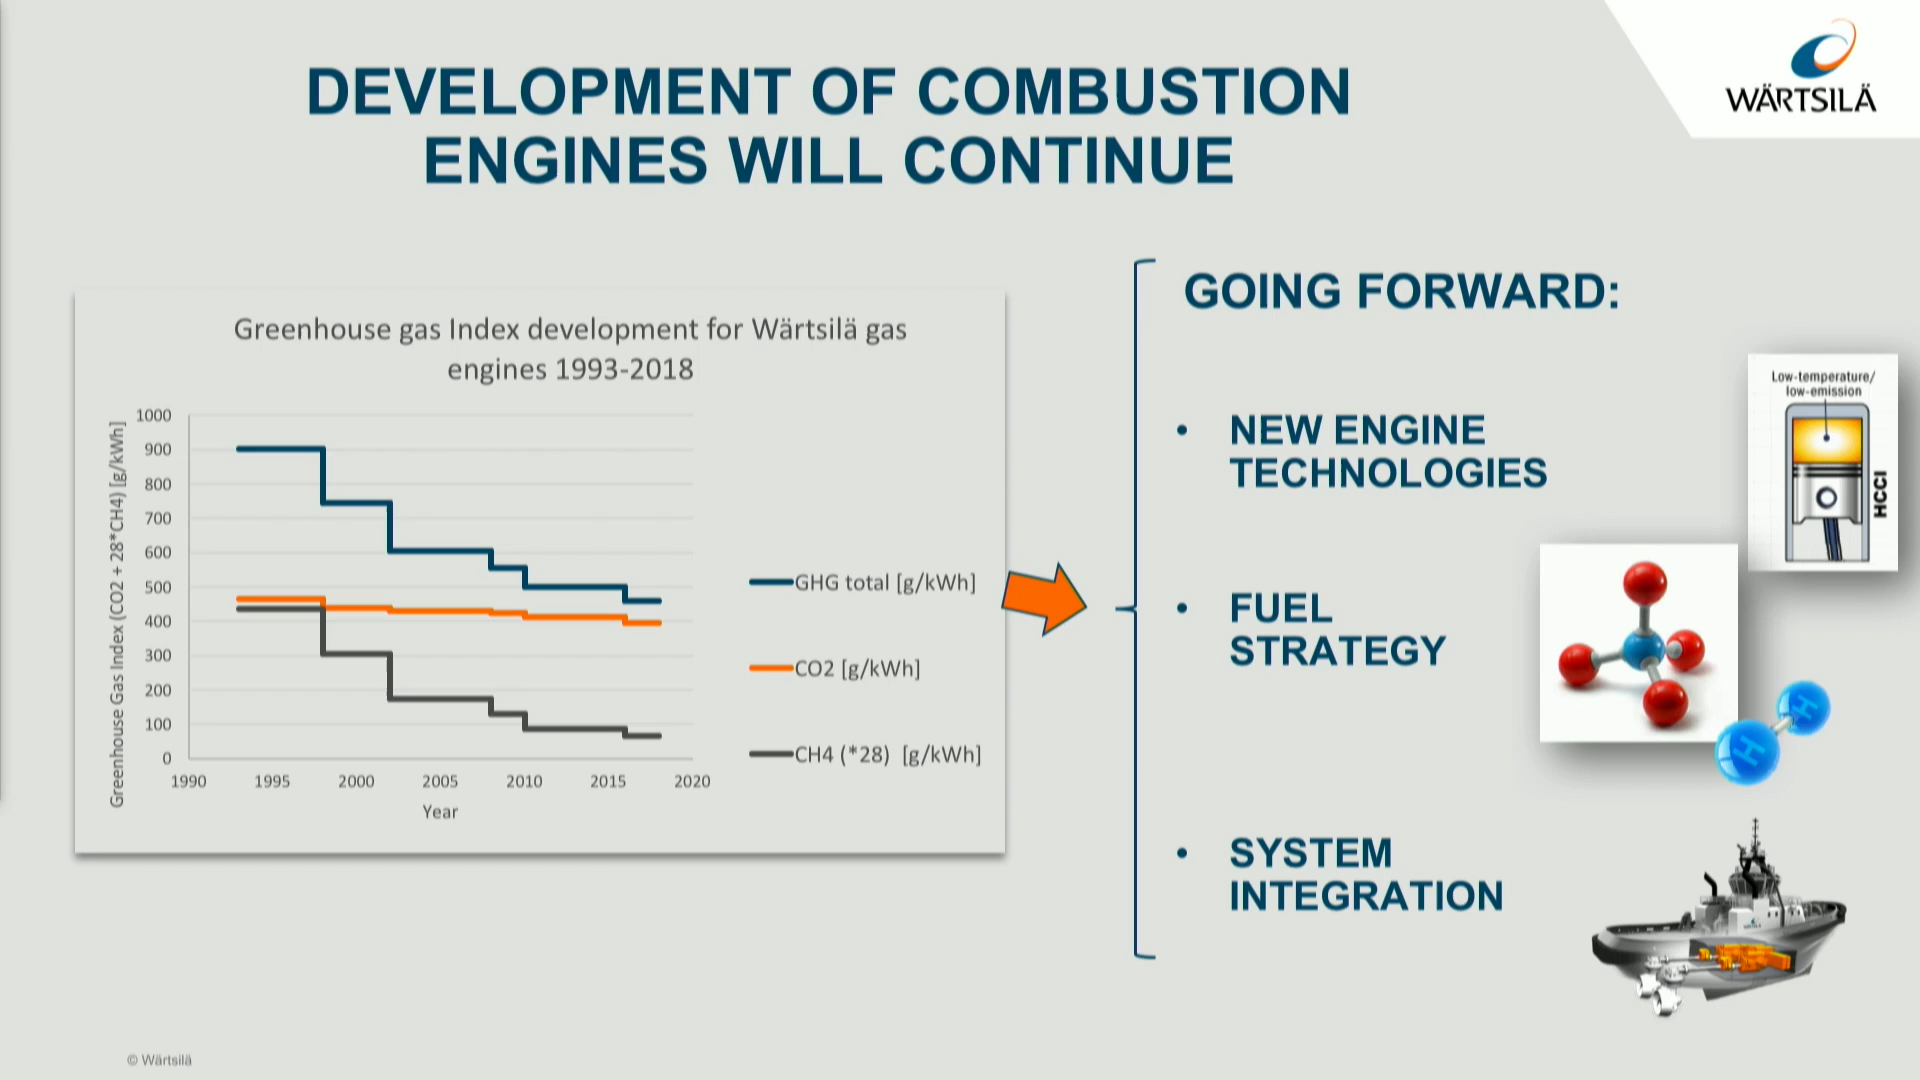 DEVELOPMENT OF COMBUSTION
ENGINES WILL CONTINUE
WÄRTSILÄ
Greenhouse gas Index development for Wärtsilä gas
engines 1993-2018
Greenhouse Gas Index (CO2 + 28*CH4) [g/kWh]
1000
900
800
700
600
500
400
300
200
100
0
1990 1995 2000 2005 2010 2015 2020
Year
GHG total [g/kWh]
CO2 [g/kWh]
CH4 (*28) [g/kWh]
GOING FORWARD:
• NEW ENGINE
TECHNOLOGIES
• FUEL
STRATEGY
• SYSTEM
INTEGRATION
Low-temperature/
low-emission
HCCI
H
H
© Wärtsilä